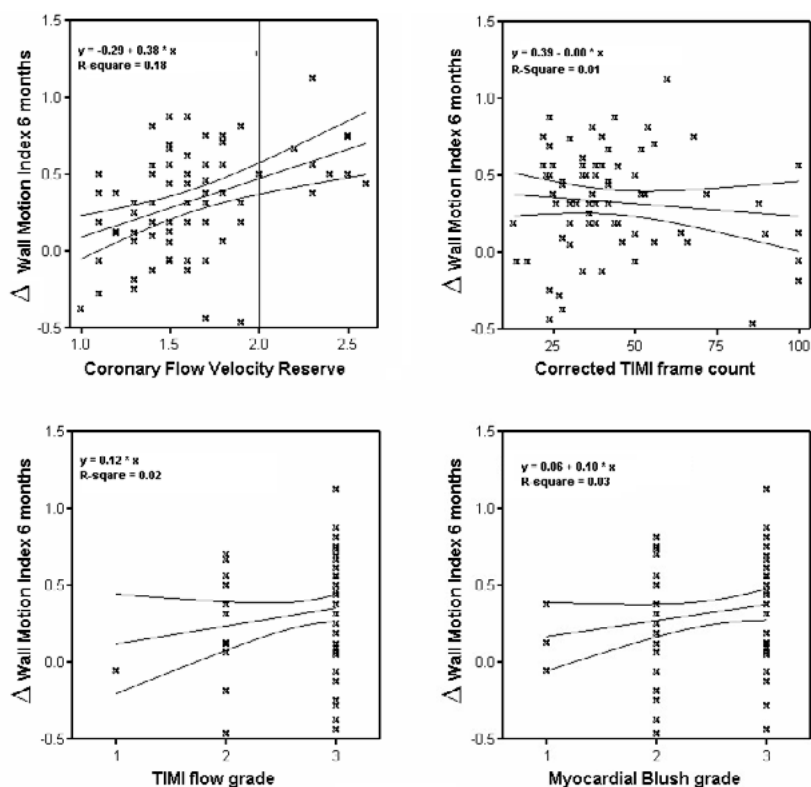 y = -0.29 + 0.38 * x
R-square = 0.18
1.5
1.0
0.5
0.0
-0.5
1.0
1.5
2.0
2.5
Δ Wall Motion Index 6 months
Coronary Flow Velocity Reserve
y = 0.39 - 0.00 * x
R-Square = 0.01
1.5
1.0
0.5
0.0
-0.5
25
50
75
100
Δ Wall Motion Index 6 months
Corrected TIMI frame count
y = 0.12 * x
R-sqare = 0.02
1.5
1.0
0.5
0.0
-0.5
1
2
3
Δ Wall Motion Index 6 months
TIMI flow grade
y = 0.06 + 0.10 * x
R-square = 0.03
1.5
1.0
0.5
0.0
-0.5
1
2
3
Δ Wall Motion Index 6 months
Myocardial Blush grade